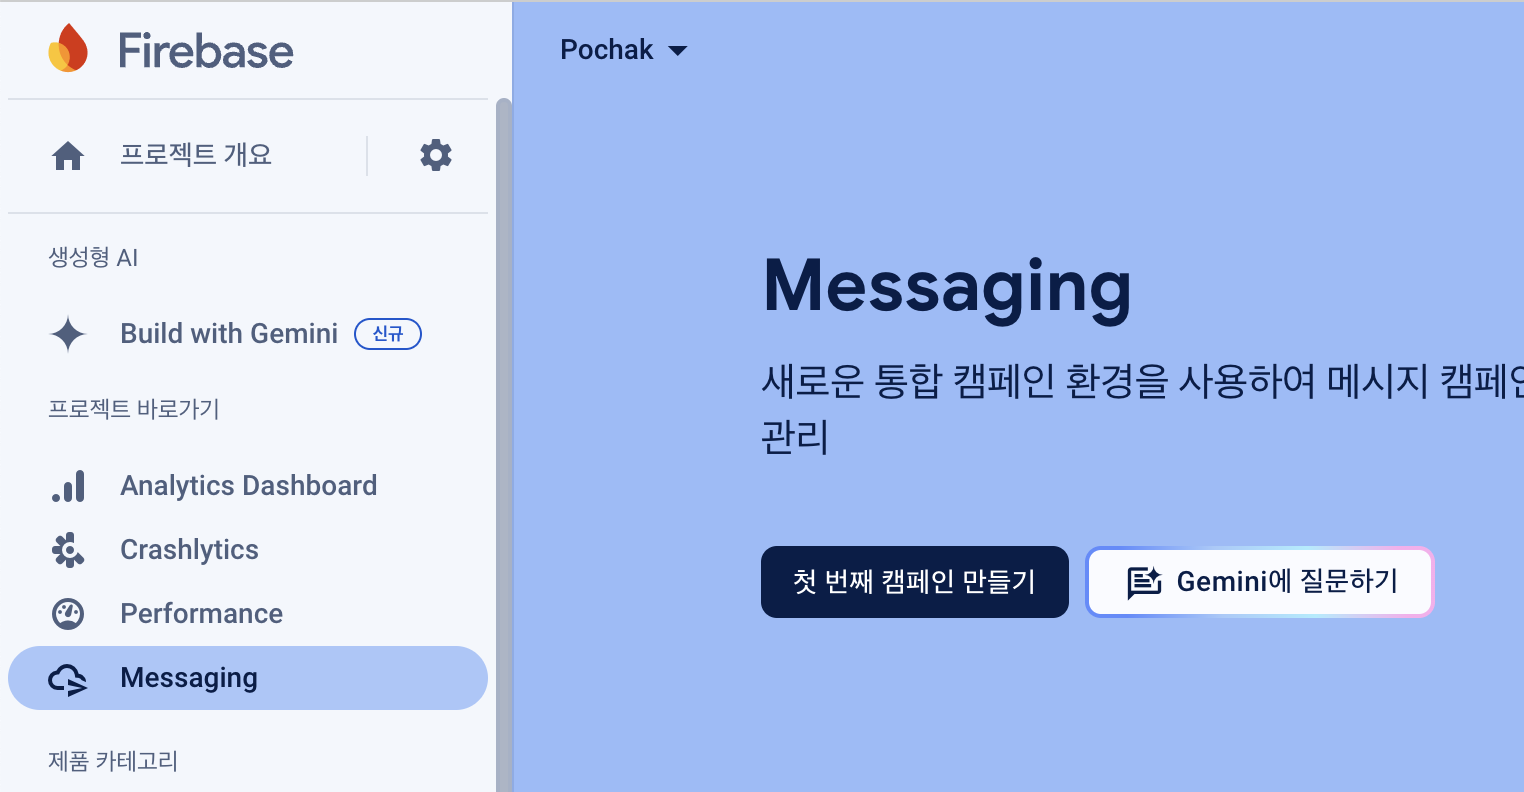 Firebase
프로젝트 개요
생성형 AI
Build with Gemini 신규
프로젝트 바로가기
Analytics Dashboard
Crashlytics
Performance
Messaging
제품 카테고리
Pochak
Messaging
새로운 통합 캠페인 환경을 사용하여 메시지 캠페인
관리
첫 번째 캠페인 만들기
Gemini에 질문하기